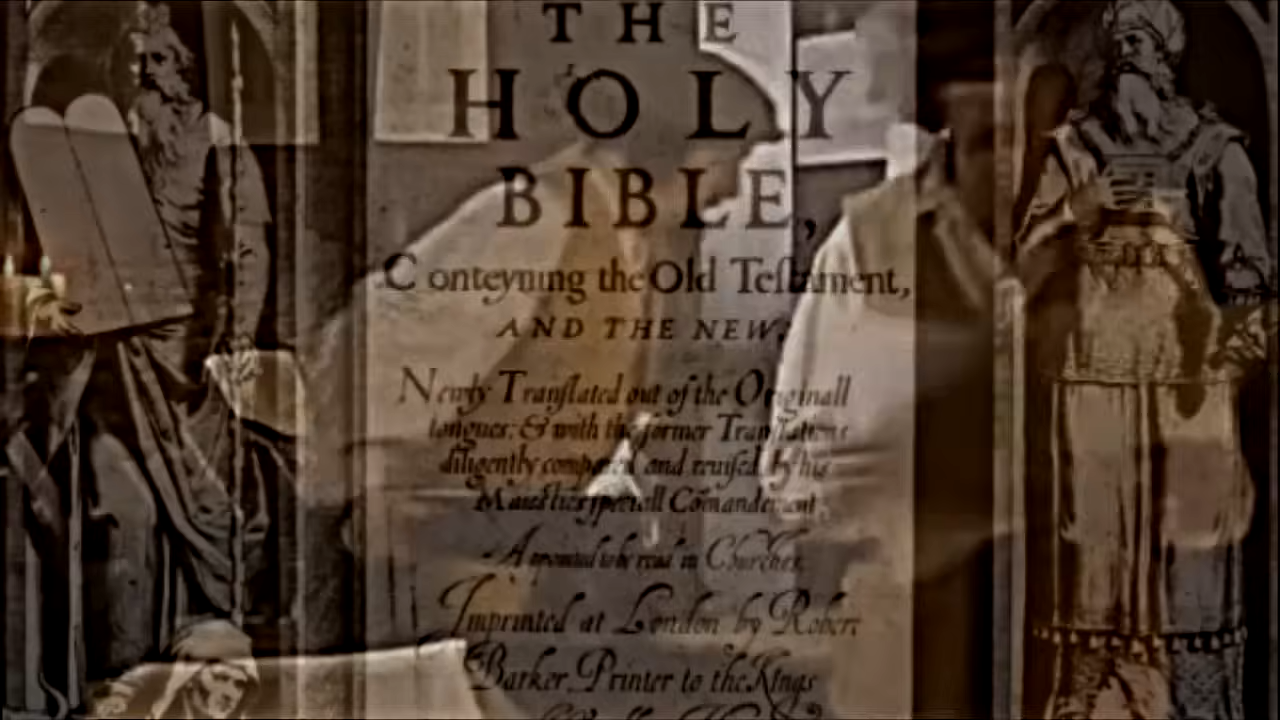 THE
HOLY
BIBLE,
Conteyning the Old Teſtament,
AND THE NEW:
Newly Tranſlated out of the Originall
tongues: & with the former Tranſlations
diligently compared and reuiſed, by his
Maieſties ſpeciall Comandement
Appointed to be read in Churches.
Imprinted at London by Robert
Barker, Printer to the Kings